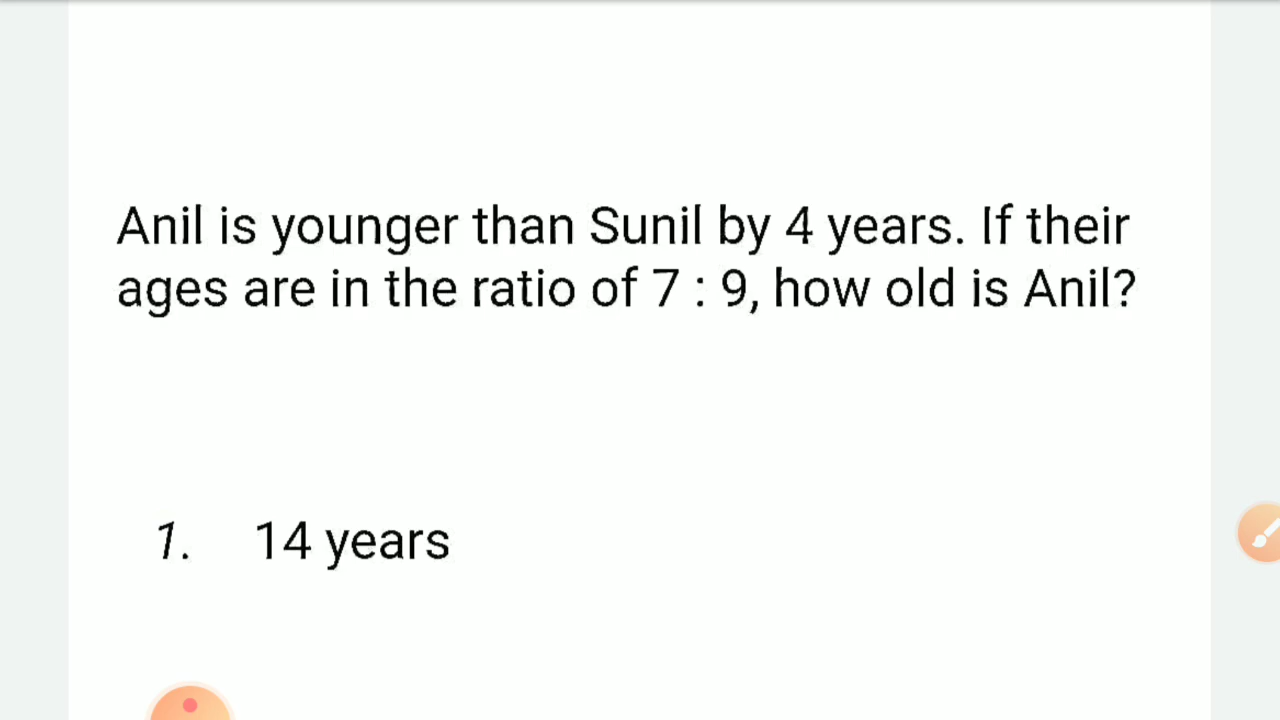 Anil is younger than Sunil by 4 years. If their
ages are in the ratio of 7 : 9, how old is Anil?
1. 14 years